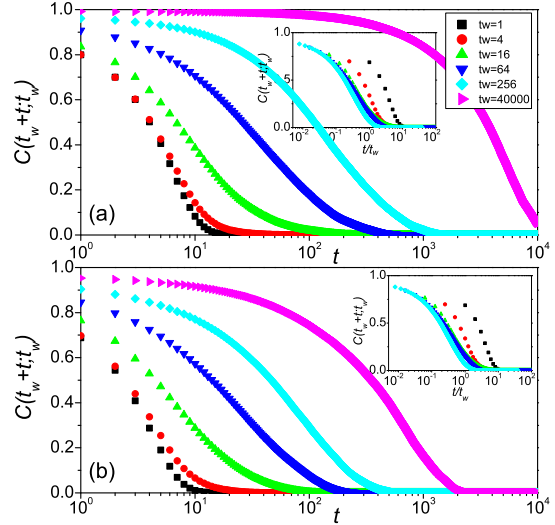 1.0
0.8
0.6
0.4
0.2
0.0
C(t_w+t;t_w)
(a)
10^0
10^1
10^2
10^3
10^4
t
1.0
0.5
0.0
C(t_w+t;t_w)
10^-2
10^-1
10^0
10^1
10^2
t/t_w
tw=1
tw=4
tw=16
tw=64
tw=256
tw=40000
1.0
0.8
0.6
0.4
0.2
0.0
C(t_w+t;t_w)
(b)
10^0
10^1
10^2
10^3
10^4
t
1.0
0.5
0.0
C(t_w+t;t_w)
10^-2
10^-1
10^0
10^1
10^2
t/t_w